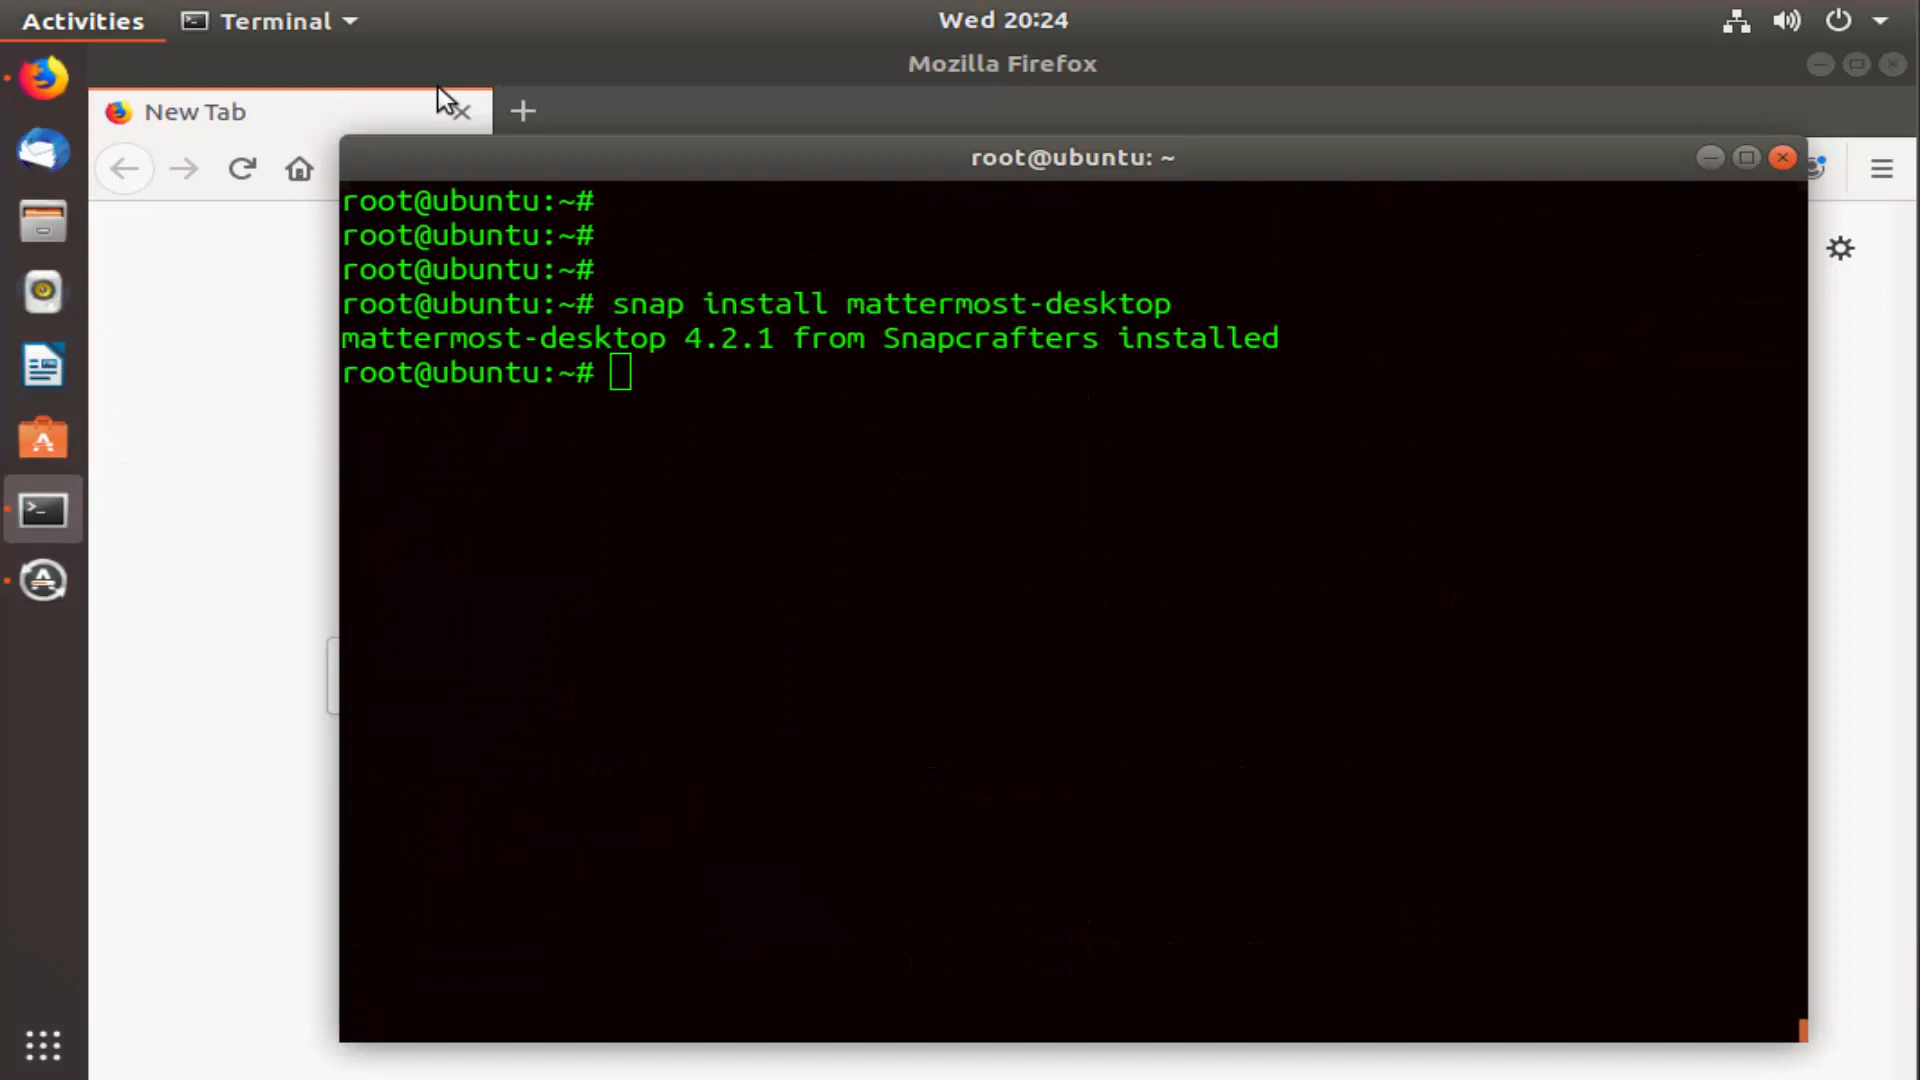 Activities
Terminal
Wed 20:24
Mozilla Firefox
New Tab
root@ubuntu: ~
root@ubuntu:~#
root@ubuntu:~#
root@ubuntu:~#
root@ubuntu:~# snap install mattermost-desktop
mattermost-desktop 4.2.1 from Snapcrafters installed
root@ubuntu:~#